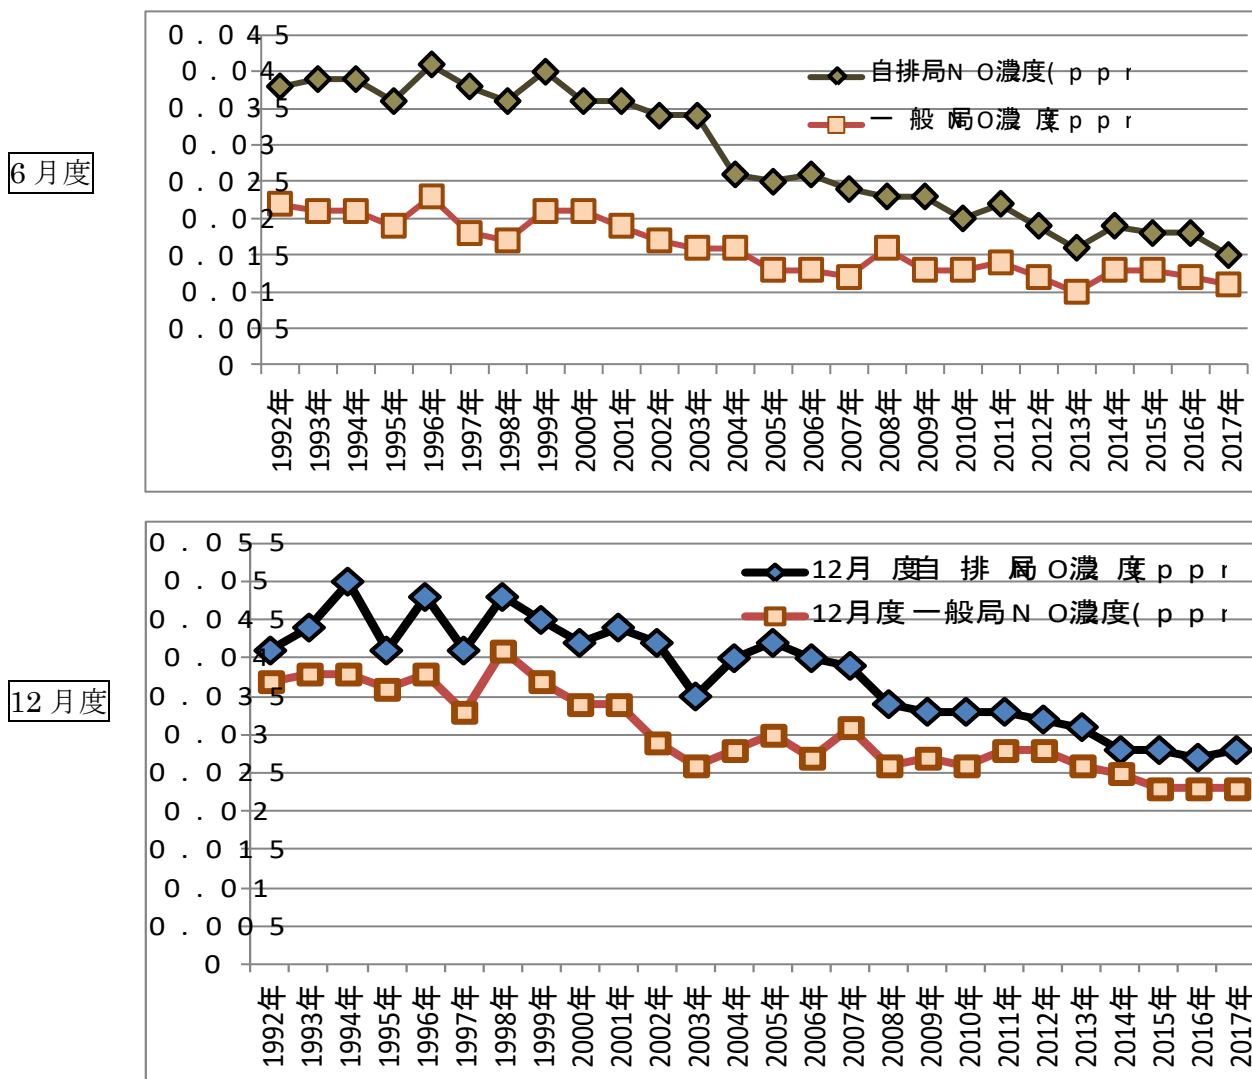 6月度
0.045
0.04
0.035
0.03
0.025
0.02
0.015
0.01
0.005
0
自排局NO2濃度(ppm
一般局NO2濃度(ppm
1992年
1993年
1994年
1995年
1996年
1997年
1998年
1999年
2000年
2001年
2002年
2003年
2004年
2005年
2006年
2007年
2008年
2009年
2010年
2011年
2012年
2013年
2014年
2015年
2016年
2017年
12月度
0.055
0.05
0.045
0.04
0.035
0.03
0.025
0.02
0.015
0.01
0.005
0
12月度自排局NO2濃度(ppm
12月度一般局NO2濃度(ppm
1992年
1993年
1994年
1995年
1996年
1997年
1998年
1999年
2000年
2001年
2002年
2003年
2004年
2005年
2006年
2007年
2008年
2009年
2010年
2011年
2012年
2013年
2014年
2015年
2016年
2017年